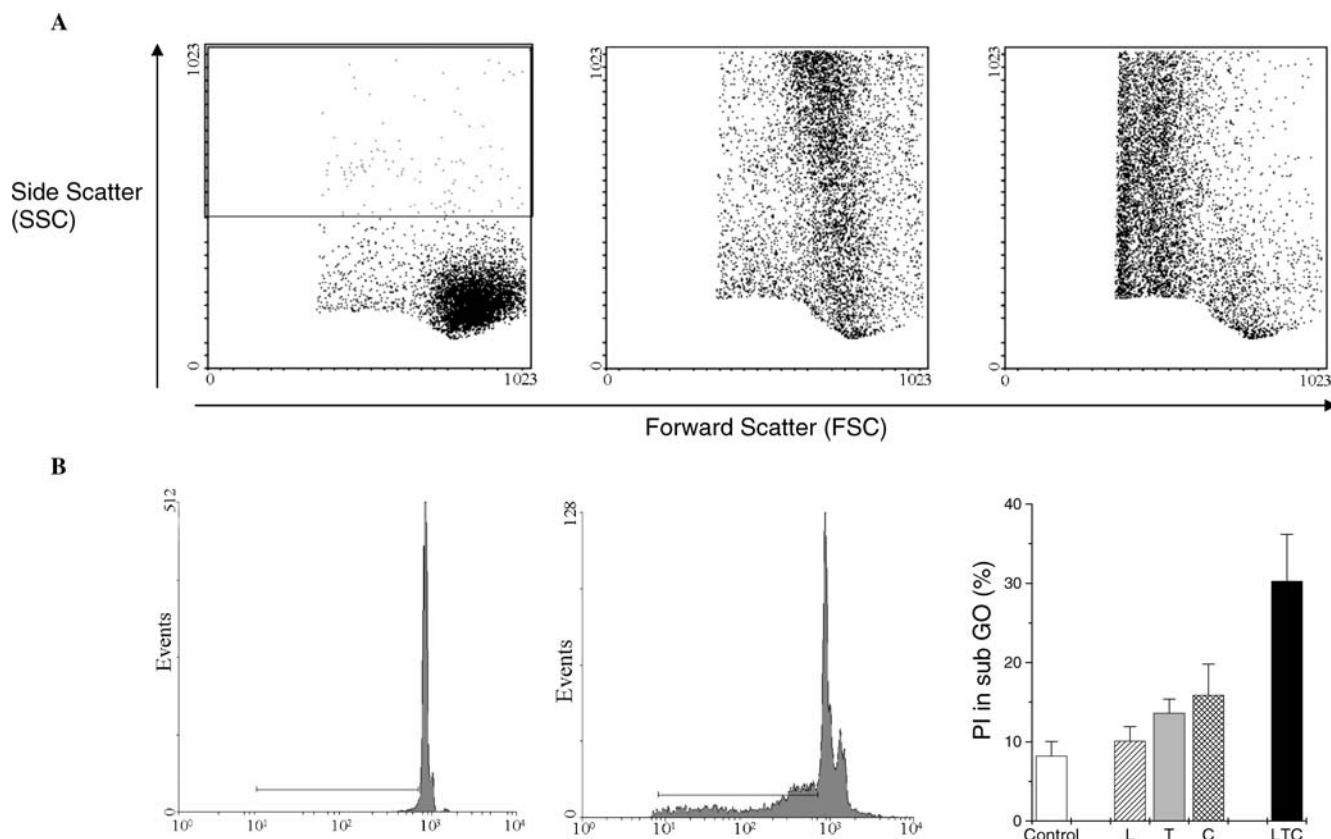 A
Side Scatter
(SSC)
1023
0
0
1023
1023
0
0
1023
1023
0
0
1023
Forward Scatter (FSC)
B
512
Events
0
10⁰ 10¹ 10² 10³ 10⁴
128
Events
0
10⁰ 10¹ 10² 10³ 10⁴
PI in sub GO (%)
40
30
20
10
0
Control L T C LTC